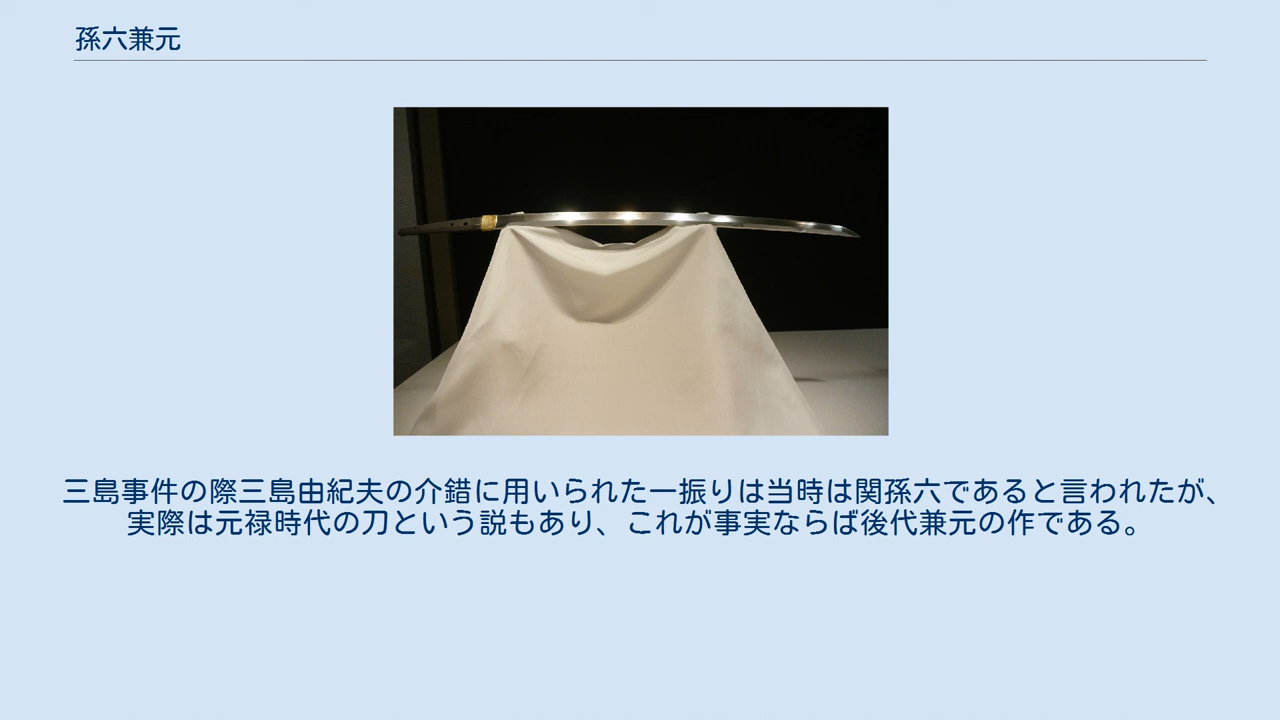 孫六兼元
三島事件の際三島由紀夫の介錯に用いられた一振りは当時は関孫六であると言われたが、
実際は元禄時代の刀という説もあり、これが事実ならば後代兼元の作である。